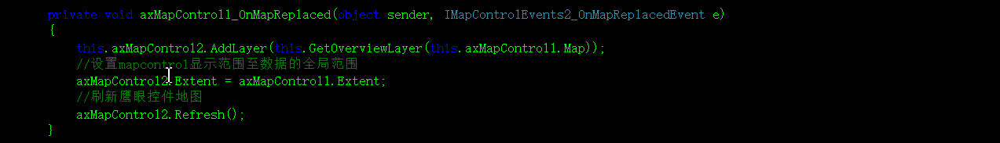 private void axMapControl1_OnMapReplaced(object sender, IMapControlEvents2_OnMapReplacedEvent e)
{
this.axMapControl2.AddLayer(this.GetOverviewLayer(this.axMapControl1.Map));
//设置mapcontrol显示范围至数据的全局范围
axMapControl2.Extent = axMapControl1.Extent;
//刷新鹰眼控件地图
axMapControl2.Refresh();
}